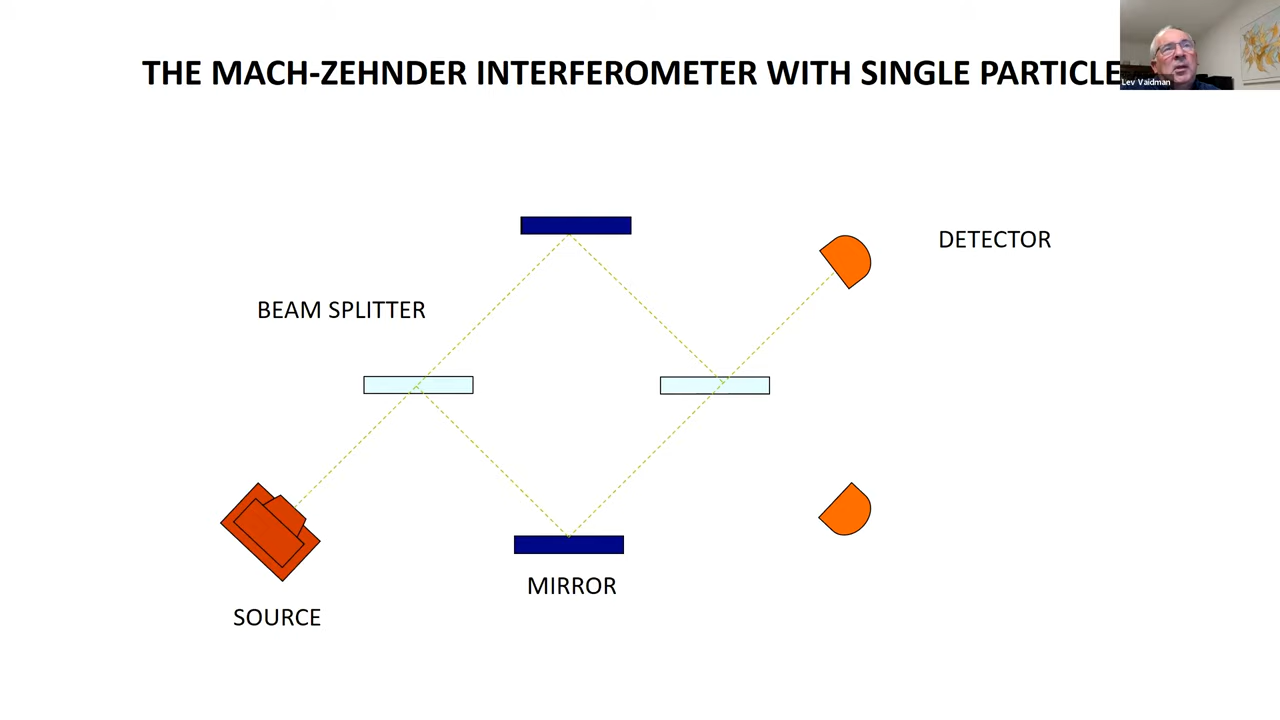 THE MACH-ZEHNDER INTERFEROMETER WITH SINGLE PARTICLE
Lev Vaidman
DETECTOR
BEAM SPLITTER
MIRROR
SOURCE